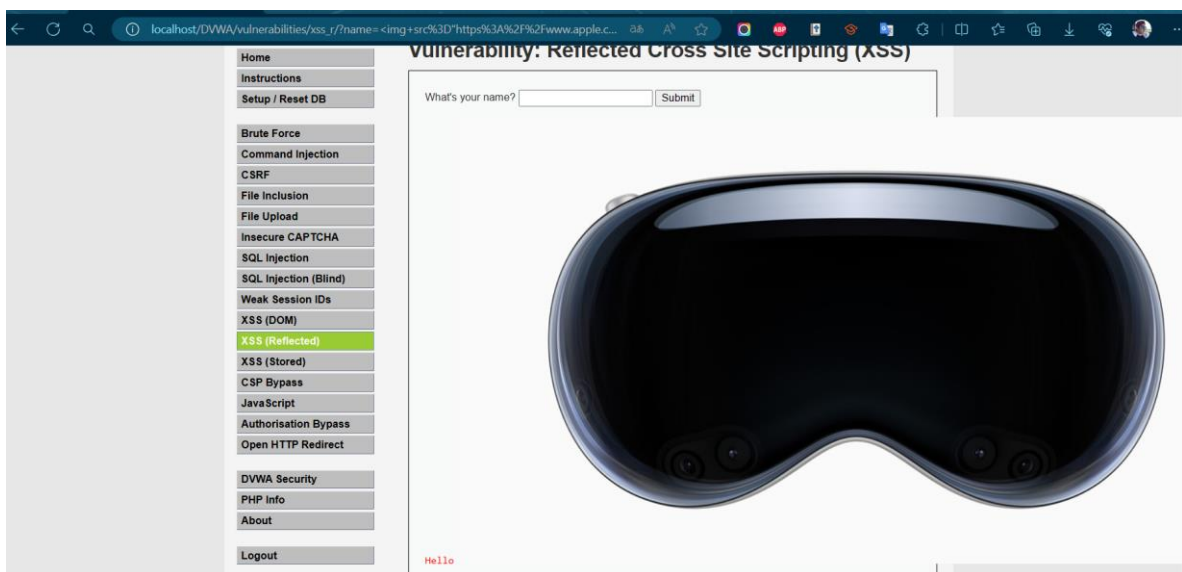 localhost/DVWA/vulnerabilities/xss_r/?name=<img+src%3D"https%3A%2F%2Fwww.apple.c...
Vulnerability: Reflected Cross Site Scripting (XSS)
Home
Instructions
Setup / Reset DB
What's your name? Submit
Brute Force
Command Injection
CSRF
File Inclusion
File Upload
Insecure CAPTCHA
SQL Injection
SQL Injection (Blind)
Weak Session IDs
XSS (DOM)
XSS (Reflected)
XSS (Stored)
CSP Bypass
JavaScript
Authorisation Bypass
Open HTTP Redirect
DVWA Security
PHP Info
About
Logout
Hello